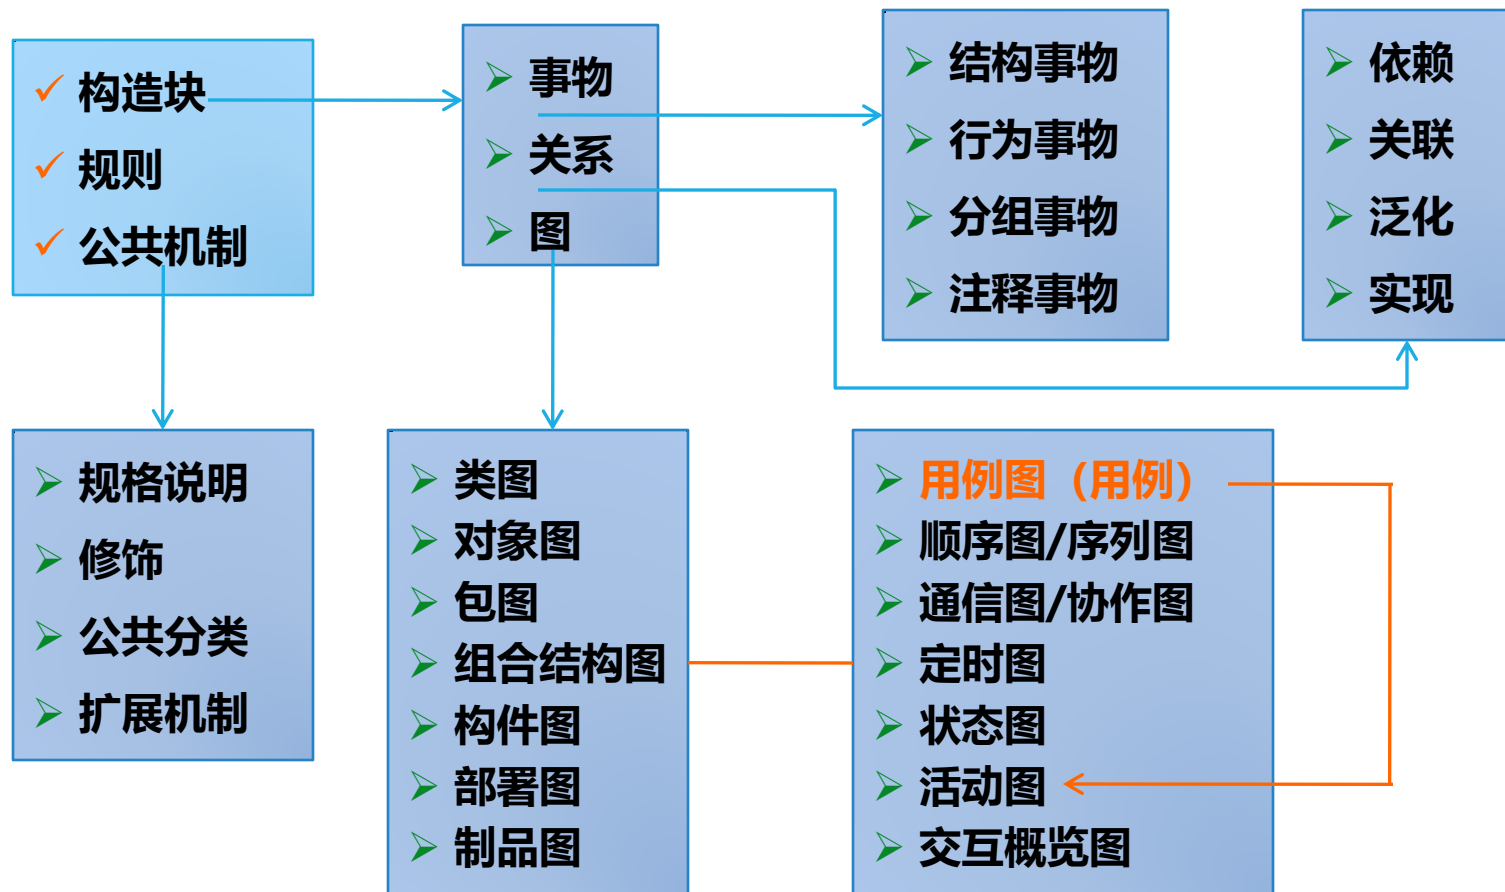 构造块
规则
公共机制
事物
关系
图
结构事物
行为事物
分组事物
注释事物
依赖
关联
泛化
实现
规格说明
修饰
公共分类
扩展机制
类图
对象图
包图
组合结构图
构件图
部署图
制品图
用例图（用例）
顺序图/序列图
通信图/协作图
定时图
状态图
活动图
交互概览图